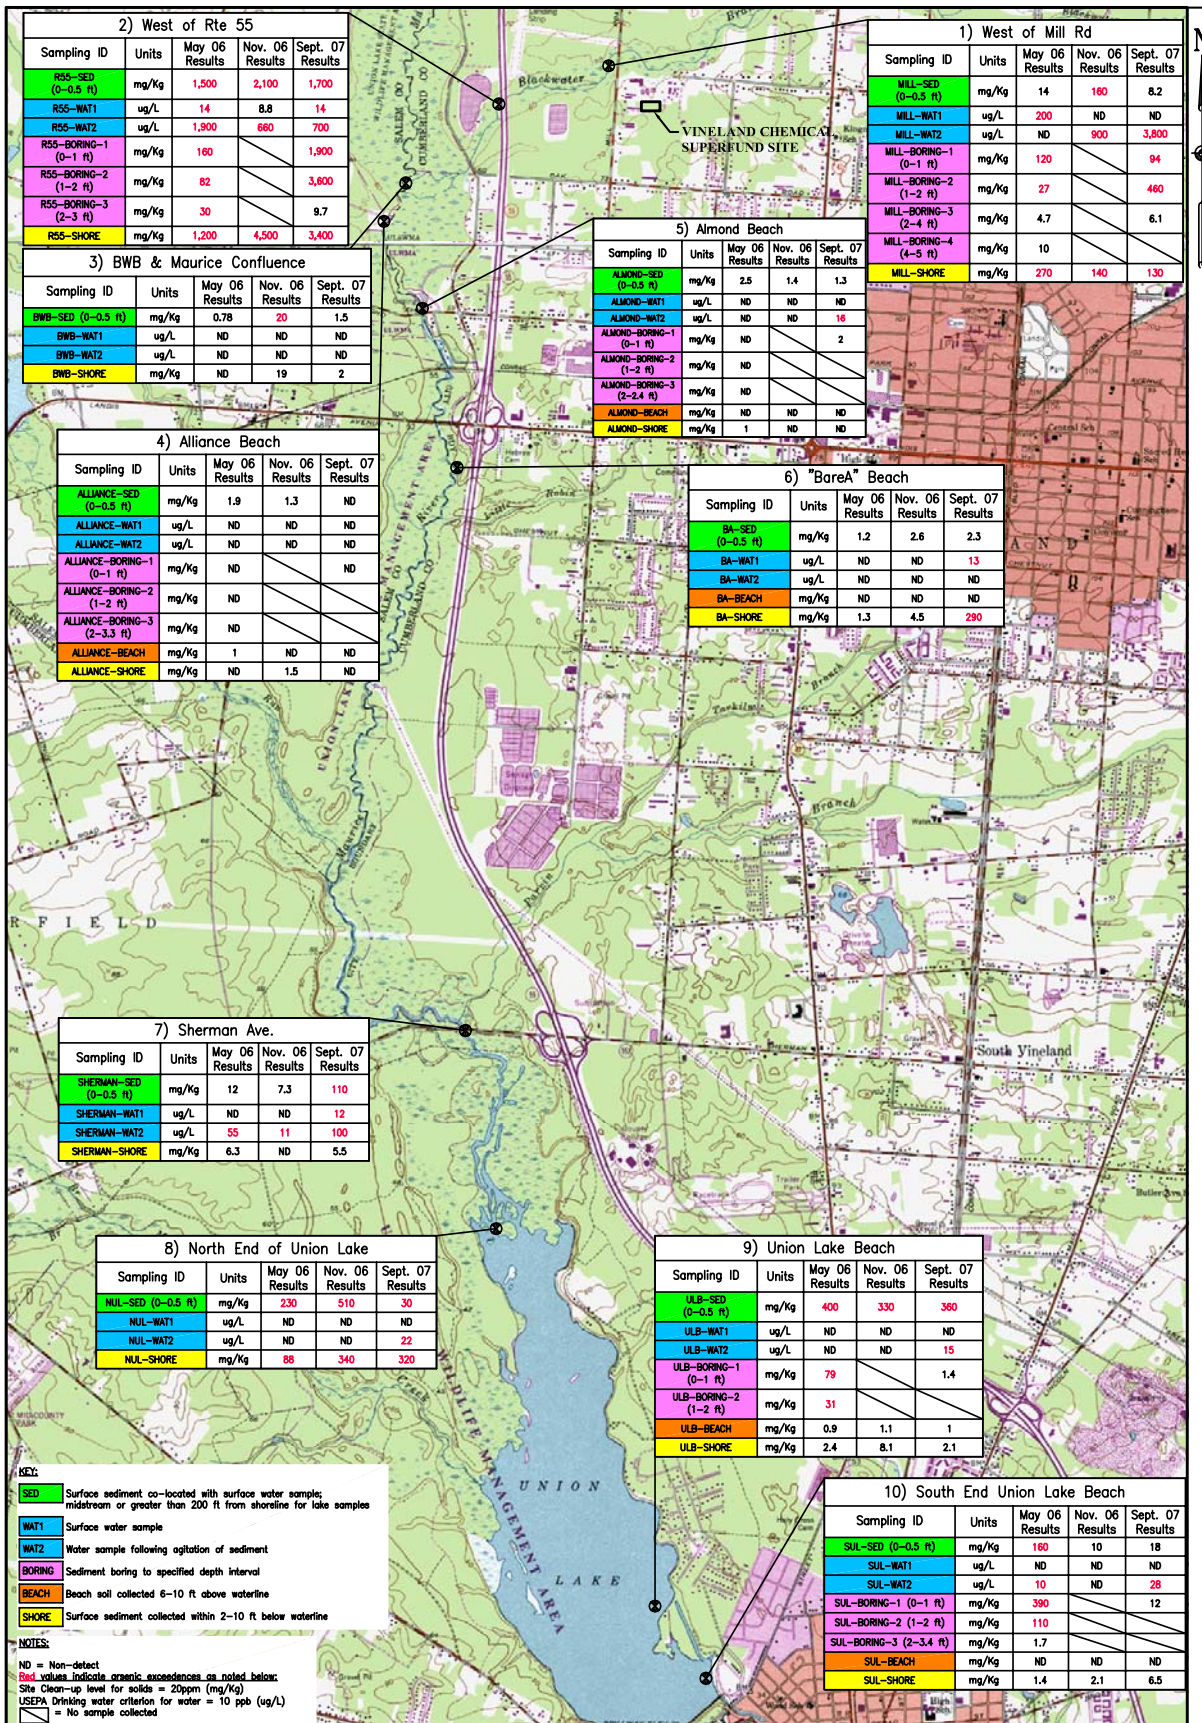 2) West of Rte 55
Sampling ID Units May 06 Results Nov. 06 Results Sept. 07 Results
R55-SED (0-0.5 ft) mg/Kg 1,500 2,100 1,700
R55-WAT1 ug/L 14 8.8 14
R55-WAT2 ug/L 1,900 660 700
R55-BORING-1 (0-1 ft) mg/Kg 160 1,900
R55-BORING-2 (1-2 ft) mg/Kg 82 3,600
R55-BORING-3 (2-3 ft) mg/Kg 30 9.7
R55-SHORE mg/Kg 1,200 4,500 3,400
1) West of Mill Rd
Sampling ID Units May 06 Results Nov. 06 Results Sept. 07 Results
MILL-SED (0-0.5 ft) mg/Kg 14 160 8.2
MILL-WAT1 ug/L 200 ND ND
MILL-WAT2 ug/L ND 900 3,800
MILL-BORING-1 (0-1 ft) mg/Kg 120 94
MILL-BORING-2 (1-2 ft) mg/Kg 27 460
MILL-BORING-3 (2-4 ft) mg/Kg 4.7 6.1
MILL-BORING-4 (4-5 ft) mg/Kg 10
MILL-SHORE mg/Kg 270 140 130
N
Blackwater
Branch
VINELAND CHEMICAL
SUPERFUND SITE
SALEM CO
CUMBERLAND CO
3) BWB & Maurice Confluence
Sampling ID Units May 06 Results Nov. 06 Results Sept. 07 Results
BWB-SED (0-0.5 ft) mg/Kg 0.78 20 1.5
BWB-WAT1 ug/L ND ND ND
BWB-WAT2 ug/L ND ND ND
BWB-SHORE mg/Kg ND 19 2
5) Almond Beach
Sampling ID Units May 06 Results Nov. 06 Results Sept. 07 Results
ALMOND-SED (0-0.5 ft) mg/Kg 2.5 1.4 1.3
ALMOND-WAT1 ug/L ND ND ND
ALMOND-WAT2 ug/L ND ND 16
ALMOND-BORING-1 (0-1 ft) mg/Kg ND 2
ALMOND-BORING-2 (1-2 ft) mg/Kg ND
ALMOND-BORING-3 (2-2.4 ft) mg/Kg ND
ALMOND-BEACH mg/Kg ND ND ND
ALMOND-SHORE mg/Kg 1 ND ND
LANDIS AVENUE
4) Alliance Beach
Sampling ID Units May 06 Results Nov. 06 Results Sept. 07 Results
ALLIANCE-SED (0-0.5 ft) mg/Kg 1.9 1.3 ND
ALLIANCE-WAT1 ug/L ND ND ND
ALLIANCE-WAT2 ug/L ND ND ND
ALLIANCE-BORING-1 (0-1 ft) mg/Kg ND ND
ALLIANCE-BORING-2 (1-2 ft) mg/Kg ND
ALLIANCE-BORING-3 (2-3.3 ft) mg/Kg ND
ALLIANCE-BEACH mg/Kg 1 ND ND
ALLIANCE-SHORE mg/Kg ND 1.5 ND
6) "BareA" Beach
Sampling ID Units May 06 Results Nov. 06 Results Sept. 07 Results
BA-SED (0-0.5 ft) mg/Kg 1.2 2.6 2.3
BA-WAT1 ug/L ND ND 13
BA-WAT2 ug/L ND ND ND
BA-BEACH mg/Kg ND ND ND
BA-SHORE mg/Kg 1.3 4.5 290
Tarkiln Branch
Branch
Parvin
RFIELD
7) Sherman Ave.
Sampling ID Units May 06 Results Nov. 06 Results Sept. 07 Results
SHERMAN-SED (0-0.5 ft) mg/Kg 12 7.3 110
SHERMAN-WAT1 ug/L ND ND 12
SHERMAN-WAT2 ug/L 55 11 100
SHERMAN-SHORE mg/Kg 6.3 ND 5.5
SHERMAN
South Vineland
8) North End of Union Lake
Sampling ID Units May 06 Results Nov. 06 Results Sept. 07 Results
NUL-SED (0-0.5 ft) mg/Kg 230 510 30
NUL-WAT1 ug/L ND ND ND
NUL-WAT2 ug/L ND ND 22
NUL-SHORE mg/Kg 88 340 320
9) Union Lake Beach
Sampling ID Units May 06 Results Nov. 06 Results Sept. 07 Results
ULB-SED (0-0.5 ft) mg/Kg 400 330 360
ULB-WAT1 ug/L ND ND ND
ULB-WAT2 ug/L ND ND 15
ULB-BORING-1 (0-1 ft) mg/Kg 79 1.4
ULB-BORING-2 (1-2 ft) mg/Kg 31
ULB-BEACH mg/Kg 0.9 1.1 1
ULB-SHORE mg/Kg 2.4 8.1 2.1
WILDLIFE MANAGEMENT AREA
UNION
LAKE
10) South End Union Lake Beach
Sampling ID Units May 06 Results Nov. 06 Results Sept. 07 Results
SUL-SED (0-0.5 ft) mg/Kg 160 10 18
SUL-WAT1 ug/L ND ND ND
SUL-WAT2 ug/L 10 ND 28
SUL-BORING-1 (0-1 ft) mg/Kg 390 12
SUL-BORING-2 (1-2 ft) mg/Kg 110
SUL-BORING-3 (2-3.4 ft) mg/Kg 1.7
SUL-BEACH mg/Kg ND ND ND
SUL-SHORE mg/Kg 1.4 2.1 6.5
KEY:
SED Surface sediment co-located with surface water sample;
midstream or greater than 200 ft from shoreline for lake samples
WAT1 Surface water sample
WAT2 Water sample following agitation of sediment
BORING Sediment boring to specified depth interval
BEACH Beach soil collected 6-10 ft above waterline
SHORE Surface sediment collected within 2-10 ft below waterline
NOTES:
ND = Non-detect
Red values indicate arsenic exceedences as noted below:
Site Clean-up level for solids = 20ppm (mg/Kg)
USEPA Drinking water criterion for water = 10 ppb (ug/L)
= No sample collected